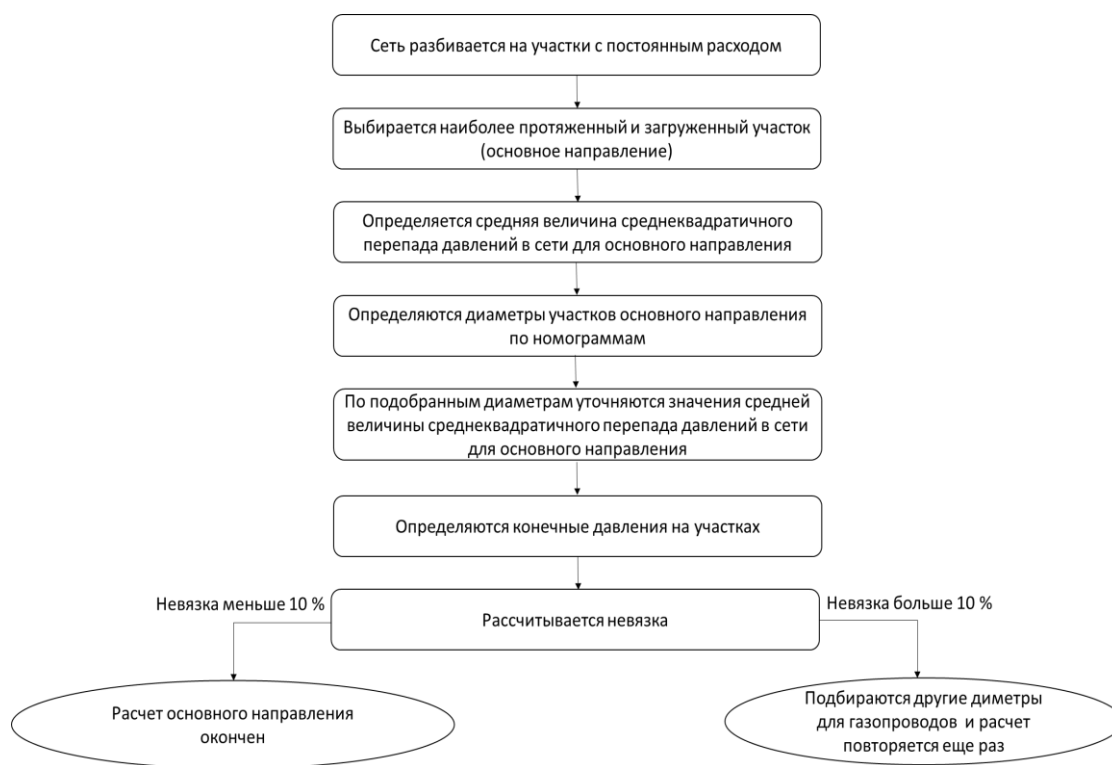 Сеть разбивается на участки с постоянным расходом
Выбирается наиболее протяженный и загруженный участок
(основное направление)
Определяется средняя величина среднеквадратичного
перепада давлений в сети для основного направления
Определяются диаметры участков основного направления
по номограммам
По подобранным диаметрам уточняются значения средней
величины среднеквадратичного перепада давлений в сети
для основного направления
Определяются конечные давления на участках
Невязка меньше 10 %
Рассчитывается невязка
Невязка больше 10 %
Расчет основного направления
окончен
Подбираются другие диметры
для газопроводов и расчет
повторяется еще раз